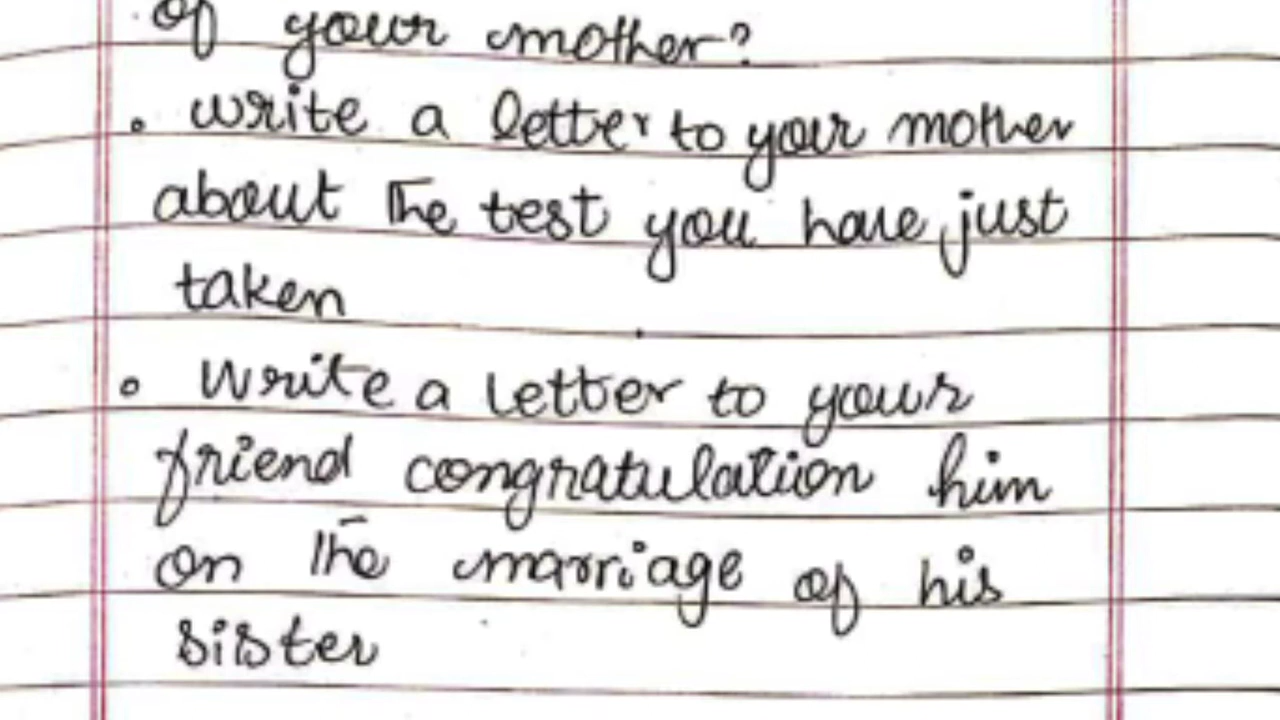 of your mother?
. write a letter to your mother
about the test you have just
taken
. Write a letter to your
friend congratulation him
on the marriage of his
sister